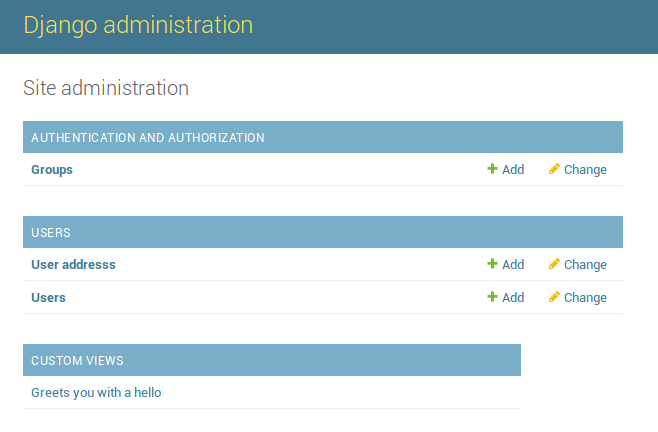 Django administration
Site administration
AUTHENTICATION AND AUTHORIZATION
Groups Add Change
USERS
User addresss Add Change
Users Add Change
CUSTOM VIEWS
Greets you with a hello